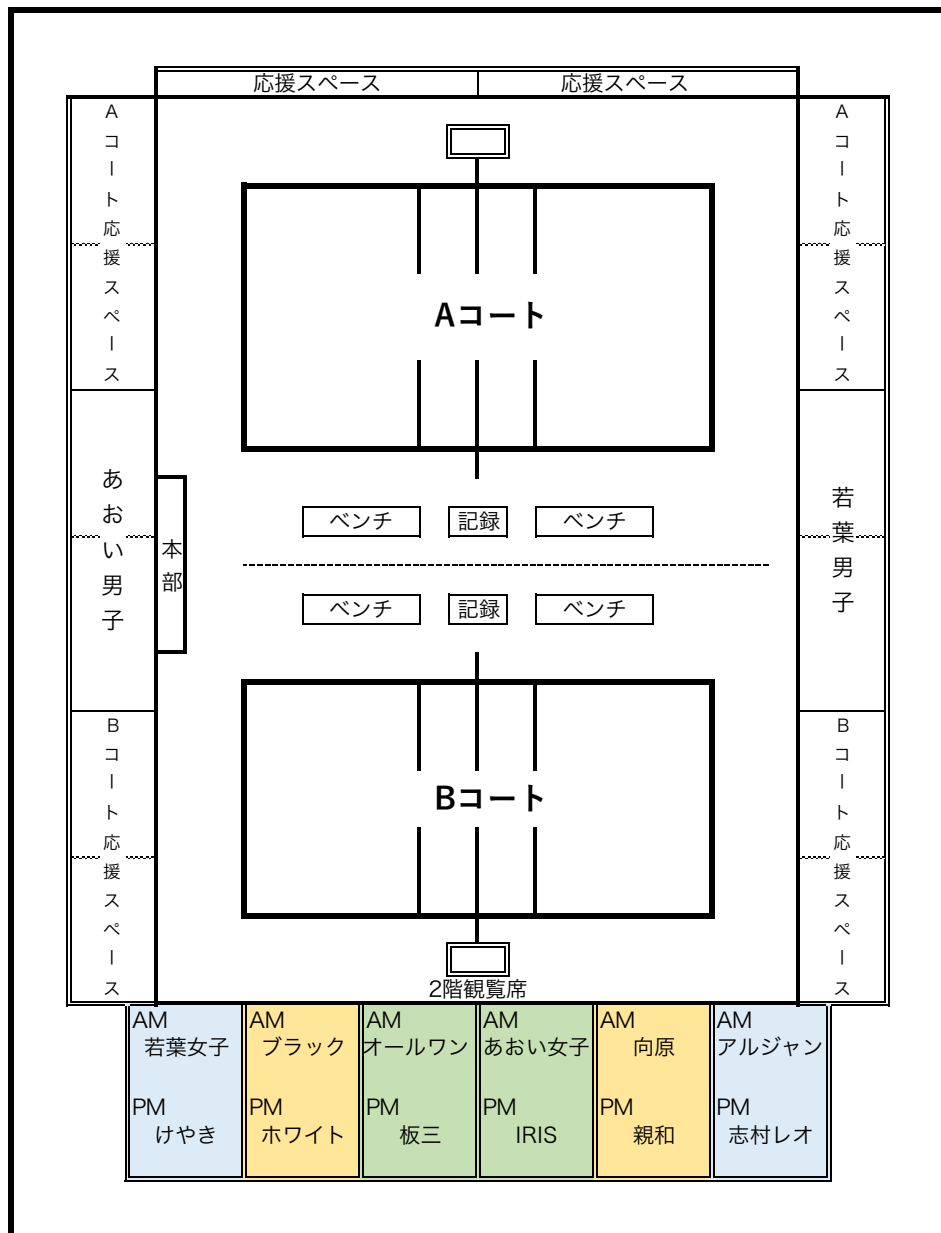 応援スペース
応援スペース
Aコート応援スペース
Aコート応援スペース
Aコート
あおい男子
若葉男子
本部
ベンチ
記録
ベンチ
ベンチ
記録
ベンチ
Bコート応援スペース
Bコート応援スペース
Bコート
2階観覧席
AM
若葉女子
AM
ブラック
AM
オールワン
AM
あおい女子
AM
向原
AM
アルジャン
PM
けやき
PM
ホワイト
PM
板三
PM
IRIS
PM
親和
PM
志村レオ